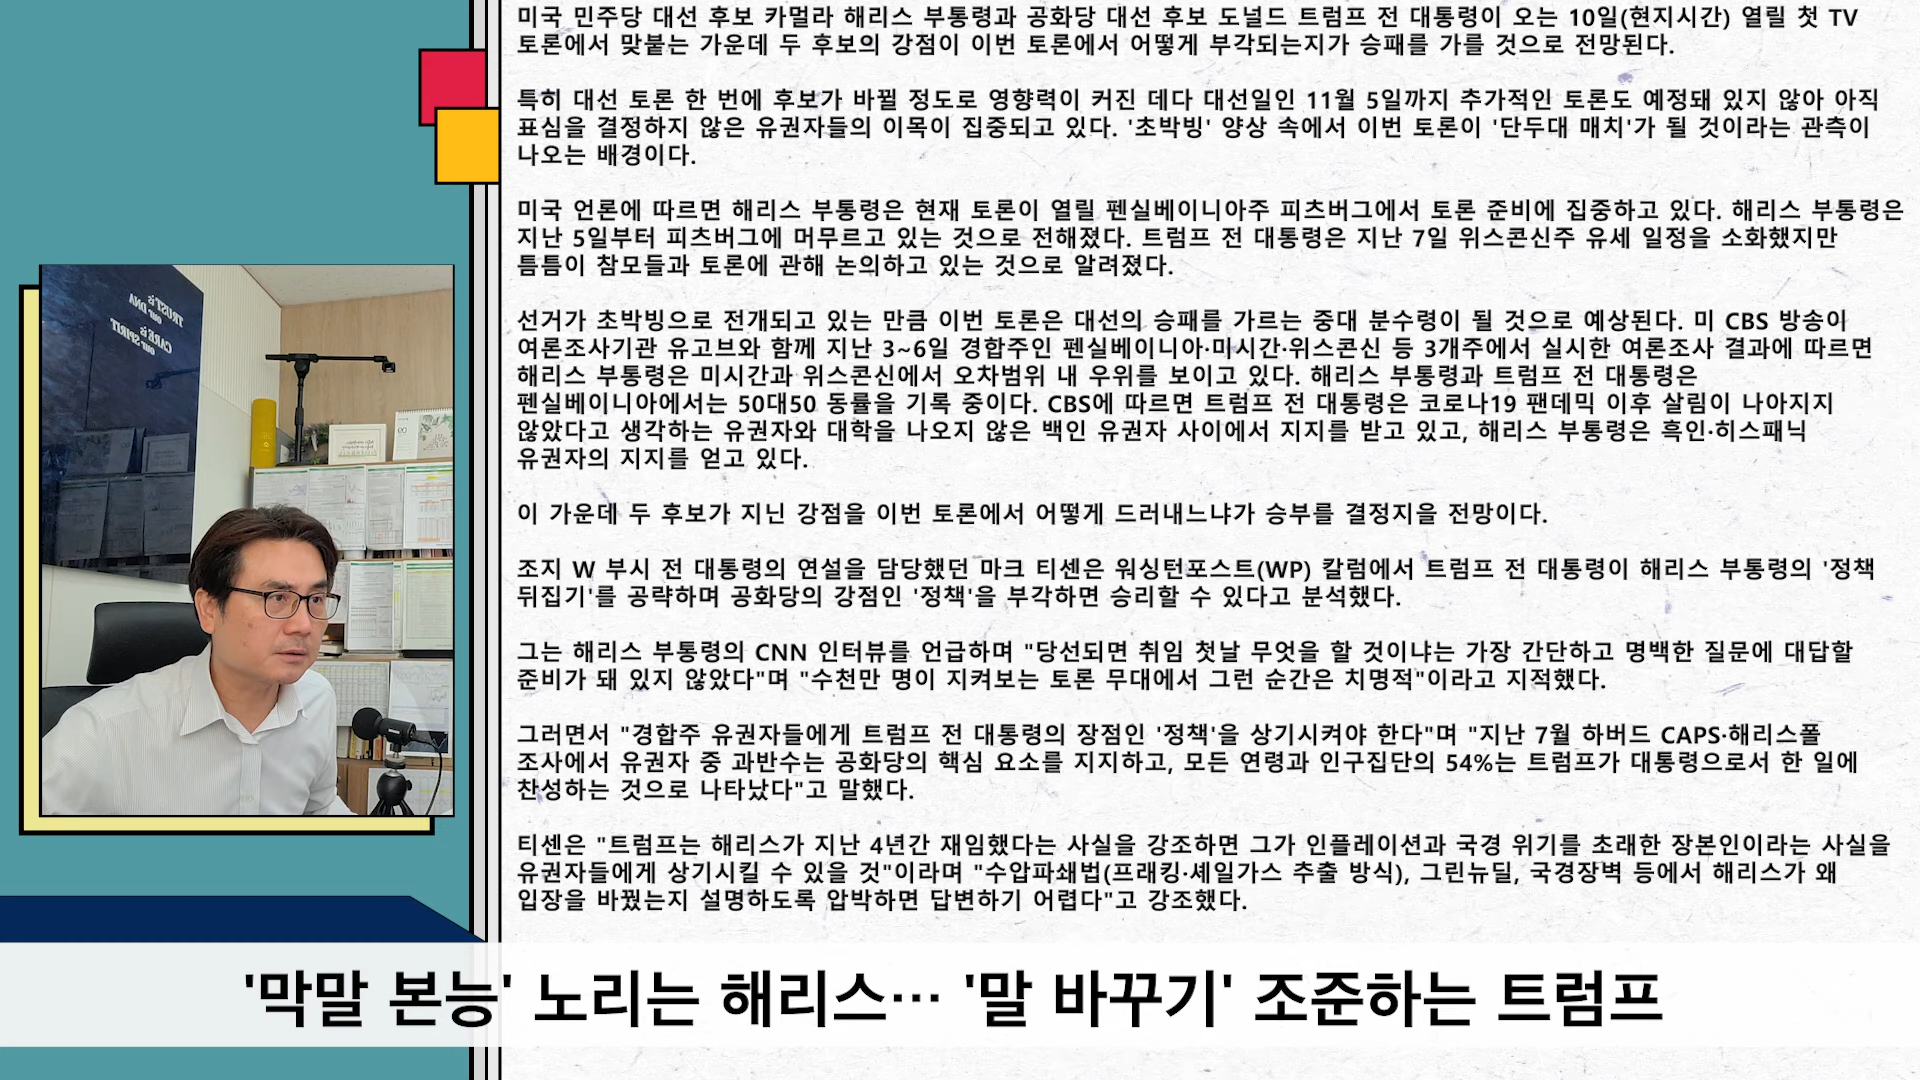 미국 민주당 대선 후보 카멀라 해리스 부통령과 공화당 대선 후보 도널드 트럼프 전 대통령이 오는 10일(현지시간) 열릴 첫 TV
토론에서 맞붙는 가운데 두 후보의 강점이 이번 토론에서 어떻게 부각되는지가 승패를 가를 것으로 전망된다.
특히 대선 토론 한 번에 후보가 바뀔 정도로 영향력이 커진 데다 대선일인 11월 5일까지 추가적인 토론도 예정돼 있지 않아 아직
표심을 결정하지 않은 유권자들의 이목이 집중되고 있다. '초박빙' 양상 속에서 이번 토론이 '단두대 매치'가 될 것이라는 관측이
나오는 배경이다.
미국 언론에 따르면 해리스 부통령은 현재 토론이 열릴 펜실베이니아주 피츠버그에서 토론 준비에 집중하고 있다. 해리스 부통령은
지난 5일부터 피츠버그에 머무르고 있는 것으로 전해졌다. 트럼프 전 대통령은 지난 7일 위스콘신주 유세 일정을 소화했지만
틈틈이 참모들과 토론에 관해 논의하고 있는 것으로 알려졌다.
선거가 초박빙으로 전개되고 있는 만큼 이번 토론은 대선의 승패를 가르는 중대 분수령이 될 것으로 예상된다. 미 CBS 방송이
여론조사기관 유고브와 함께 지난 3~6일 경합주인 펜실베이니아·미시간·위스콘신 등 3개주에서 실시한 여론조사 결과에 따르면
해리스 부통령은 미시간과 위스콘신에서 오차범위 내 우위를 보이고 있다. 해리스 부통령과 트럼프 전 대통령은
펜실베이니아에서는 50대50 동률을 기록 중이다. CBS에 따르면 트럼프 전 대통령은 코로나19 팬데믹 이후 살림이 나아지지
않았다고 생각하는 유권자와 대학을 나오지 않은 백인 유권자 사이에서 지지를 받고 있고, 해리스 부통령은 흑인·히스패닉
유권자의 지지를 얻고 있다.
이 가운데 두 후보가 지닌 강점을 이번 토론에서 어떻게 드러내느냐가 승부를 결정지을 전망이다.
조지 W 부시 전 대통령의 연설을 담당했던 마크 티센은 워싱턴포스트(WP) 칼럼에서 트럼프 전 대통령이 해리스 부통령의 '정책
뒤집기'를 공략하며 공화당의 강점인 '정책'을 부각하면 승리할 수 있다고 분석했다.
그는 해리스 부통령의 CNN 인터뷰를 언급하며 "당선되면 취임 첫날 무엇을 할 것이냐는 가장 간단하고 명백한 질문에 대답할
준비가 돼 있지 않았다"며 "수천만 명이 지켜보는 토론 무대에서 그런 순간은 치명적"이라고 지적했다.
그러면서 "경합주 유권자들에게 트럼프 전 대통령의 장점인 '정책'을 상기시켜야 한다"며 "지난 7월 하버드 CAPS·해리스폴
조사에서 유권자 중 과반수는 공화당의 핵심 요소를 지지하고, 모든 연령과 인구집단의 54%는 트럼프가 대통령으로서 한 일에
찬성하는 것으로 나타났다"고 말했다.
티센은 "트럼프는 해리스가 지난 4년간 재임했다는 사실을 강조하면 그가 인플레이션과 국경 위기를 초래한 장본인이라는 사실을
유권자들에게 상기시킬 수 있을 것"이라며 "수압파쇄법(프래킹·셰일가스 추출 방식), 그린뉴딜, 국경장벽 등에서 해리스가 왜
입장을 바꿨는지 설명하도록 압박하면 답변하기 어렵다"고 강조했다.
TRUST is
our DNA
CARE is
our SPIRIT
'막말 본능' 노리는 해리스… '말 바꾸기' 조준하는 트럼프